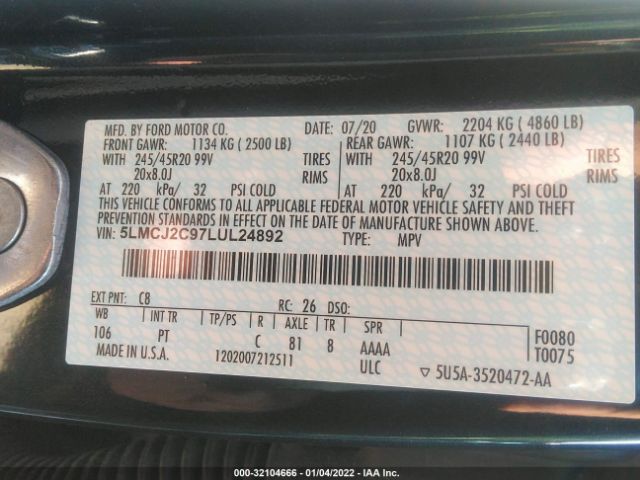 MFD. BY FORD MOTOR CO. DATE: 07/20 GVWR: 2204 KG ( 4860 LB)
FRONT GAWR: 1134 KG ( 2500 LB) REAR GAWR: 1107 KG ( 2440 LB)
WITH 245/45R20 99V TIRES WITH 245/45R20 99V TIRES
20x8.0J RIMS 20x8.0J RIMS
AT 220 kPa/ 32 PSI COLD AT 220 kPa/ 32 PSI COLD
THIS VEHICLE CONFORMS TO ALL APPLICABLE FEDERAL MOTOR VEHICLE SAFETY AND THEFT
PREVENTION STANDARDS IN EFFECT ON THE DATE OF MANUFACTURE SHOWN ABOVE.
VIN: 5LMCJ2C97LUL24892 TYPE: MPV
EXT PNT: C8 RC: 26 DSO:
WB INT TR TP/PS R AXLE TR SPR F0080
106 PT C 81 8 AAAA T0075
MADE IN U.S.A. 1202007212511 ULC ▽ 5U5A-3520472-AA
000-32104666 - 01/04/2022 - IAA Inc.